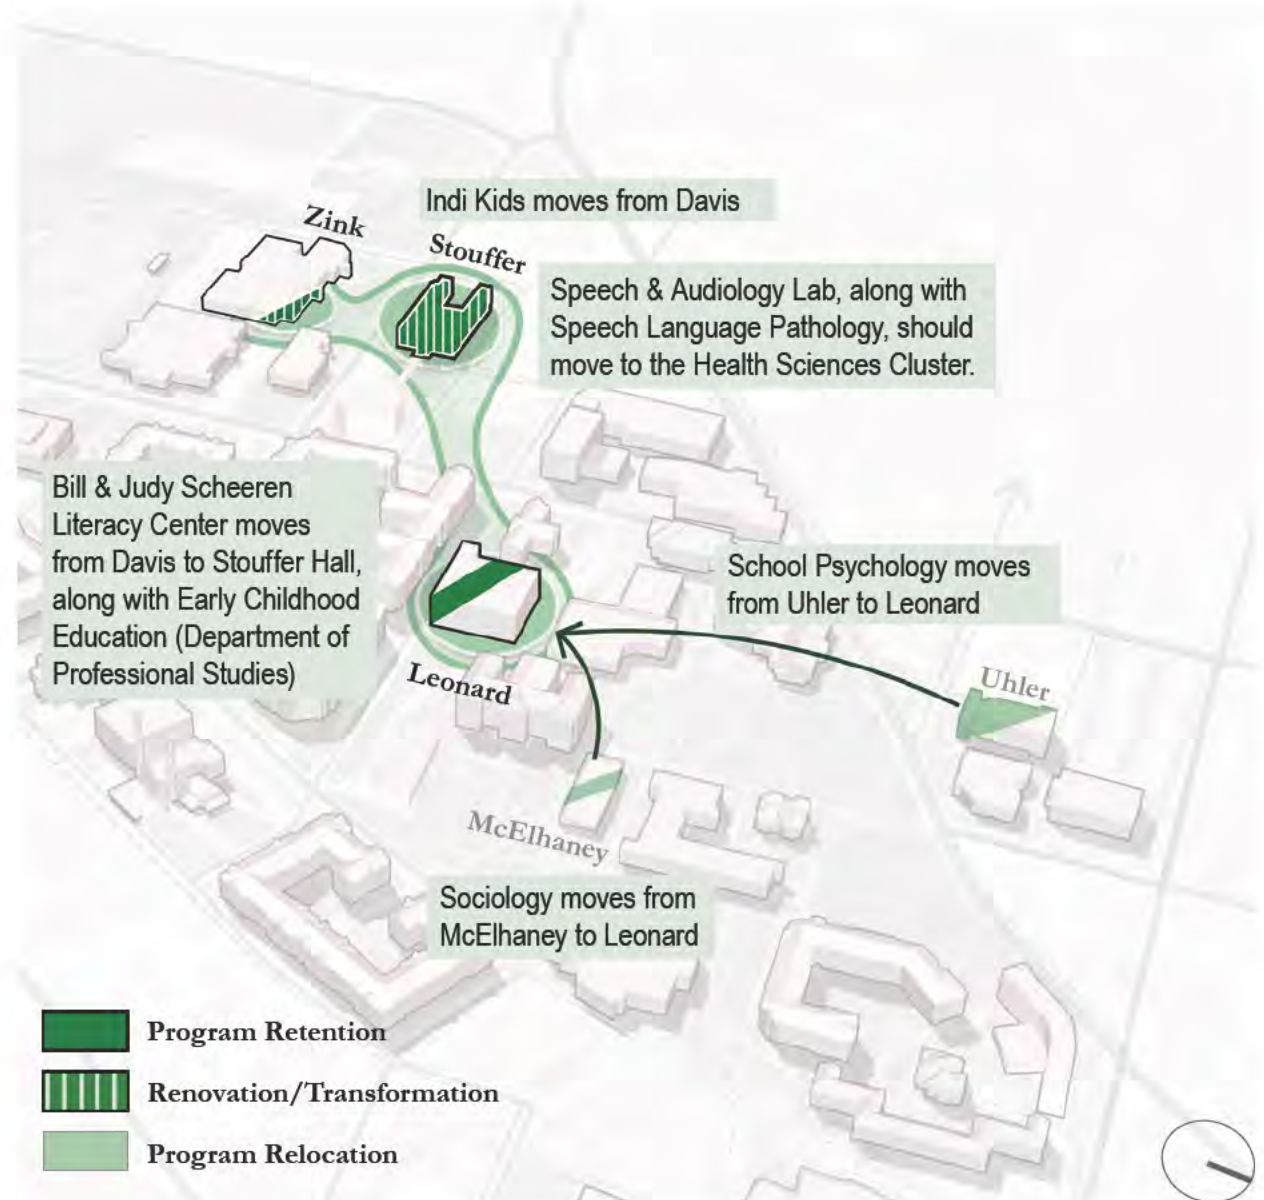 Indi Kids moves from Davis
Zink
Stouffer
Speech & Audiology Lab, along with
Speech Language Pathology, should
move to the Health Sciences Cluster.
Bill & Judy Scheeren
Literacy Center moves
from Davis to Stouffer Hall,
along with Early Childhood
Education (Department of
Professional Studies)
School Psychology moves
from Uhler to Leonard
Leonard
Uhler
McElhaney
Sociology moves from
McElhaney to Leonard
Program Retention
Renovation/Transformation
Program Relocation